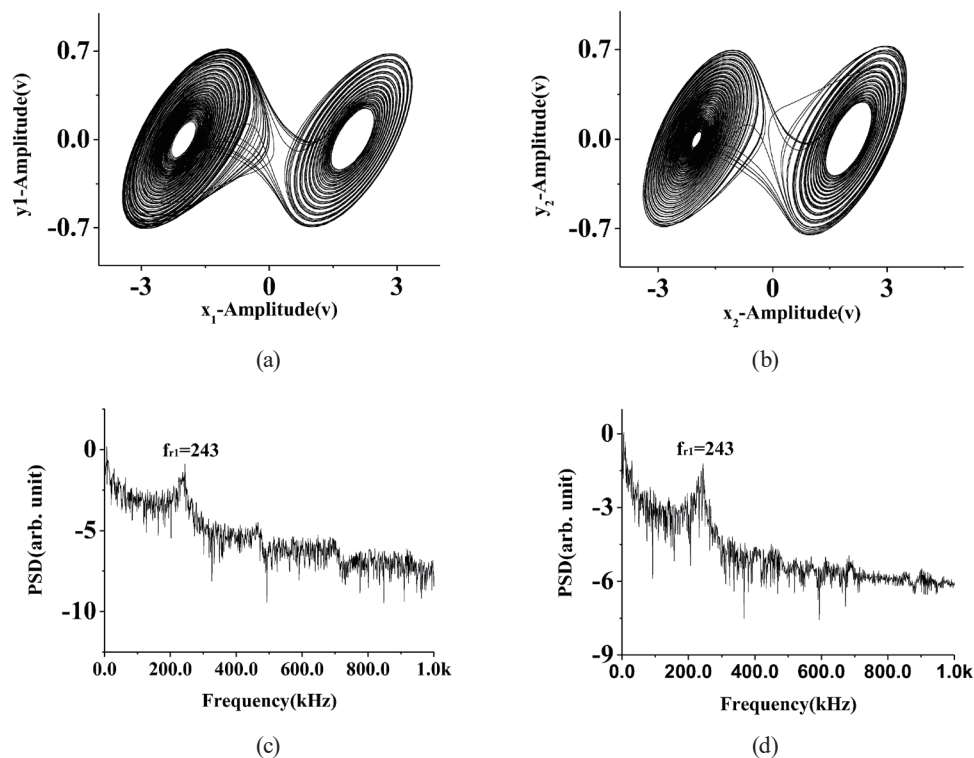 0.7
0.0
-0.7
y1-Amplitude(v)
-3
0
3
x₁-Amplitude(v)
(a)
0.7
0.0
-0.7
y₂-Amplitude(v)
-3
0
3
x₂-Amplitude(v)
(b)
0
-5
-10
PSD(arb. unit)
fᵣ₁=243
0.0 200.0 400.0 600.0 800.0 1.0k
Frequency(kHz)
(c)
0
-3
-6
-9
PSD(arb. unit)
fᵣ₁=243
0.0 200.0 400.0 600.0 800.0 1.0k
Frequency(kHz)
(d)